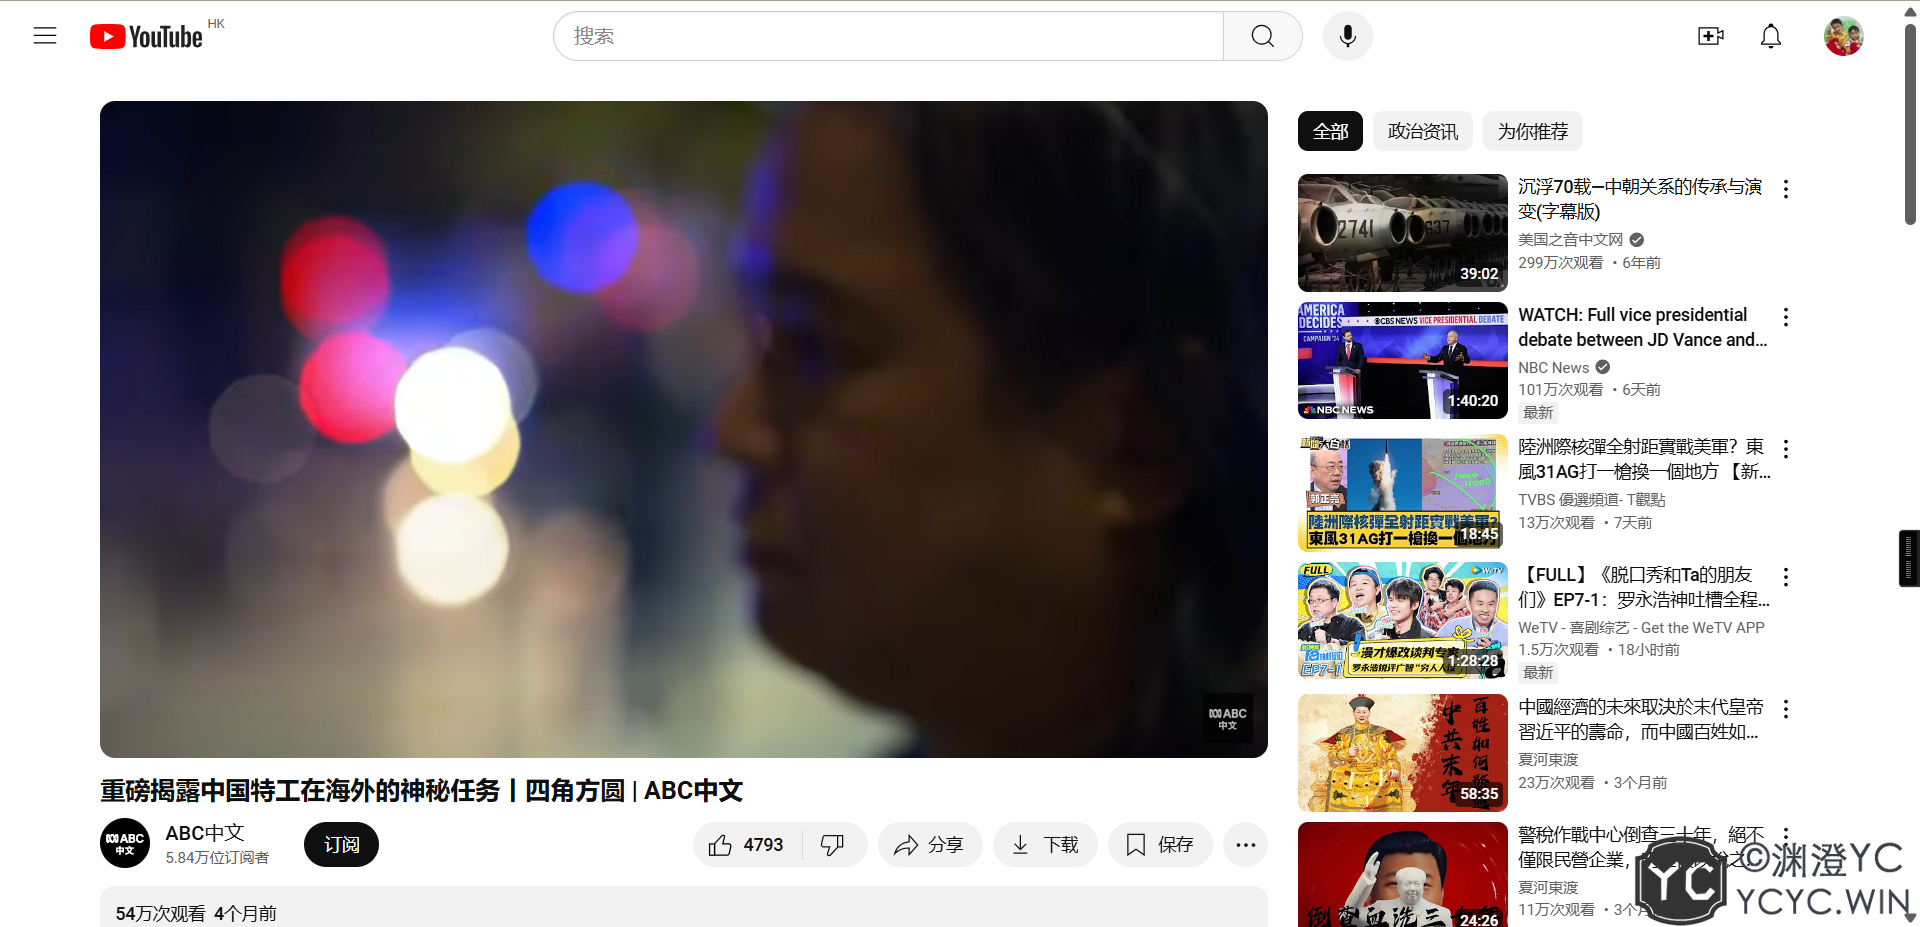 YouTube HK
搜索
ABC
中文
重磅揭露中国特工在海外的神秘任务丨四角方圆 | ABC中文
ABC
中文
ABC中文
5.84万位订阅者
订阅
4793
分享
下载
保存
54万次观看 4个月前
全部
政治资讯
为你推荐
2741
637
39:02
沉浮70载—中朝关系的传承与演
变(字幕版)
美国之音中文网
299万次观看 • 6年前
AMERICA
DECIDES
CAMPAIGN '24
CBS NEWS VICE PRESIDENTIAL DEBATE
NBC NEWS
1:40:20
WATCH: Full vice presidential
debate between JD Vance and...
NBC News
101万次观看 • 6天前
最新
郭正亮
陸洲際核彈全射距實戰美軍?
東風31AG打一槍換一個地方
18:45
陸洲際核彈全射距實戰美軍？東
風31AG打一槍換一個地方 【新...
TVBS 優選頻道- T觀點
13万次观看 • 7天前
FULL
WeTV
EP7-1
漫才爆改谈判专家
罗永浩锐评广智“穷人人设”
1:28:28
【FULL】《脱口秀和Ta的朋友
们》EP7-1：罗永浩神吐槽全程...
WeTV - 喜剧综艺 - Get the WeTV APP
1.5万次观看 • 18小时前
最新
百姓如何
中共末年
58:35
中國經濟的未來取決於末代皇帝
習近平的壽命，而中國百姓如...
夏河東渡
23万次观看 • 3个月前
倒查血洗三
24:26
警稅作戰中心倒查三十年，絕不
僅限民營企業，
夏河東渡
11万次观看 • 3个月
YC
©渊澄YC
YCYC.WIN